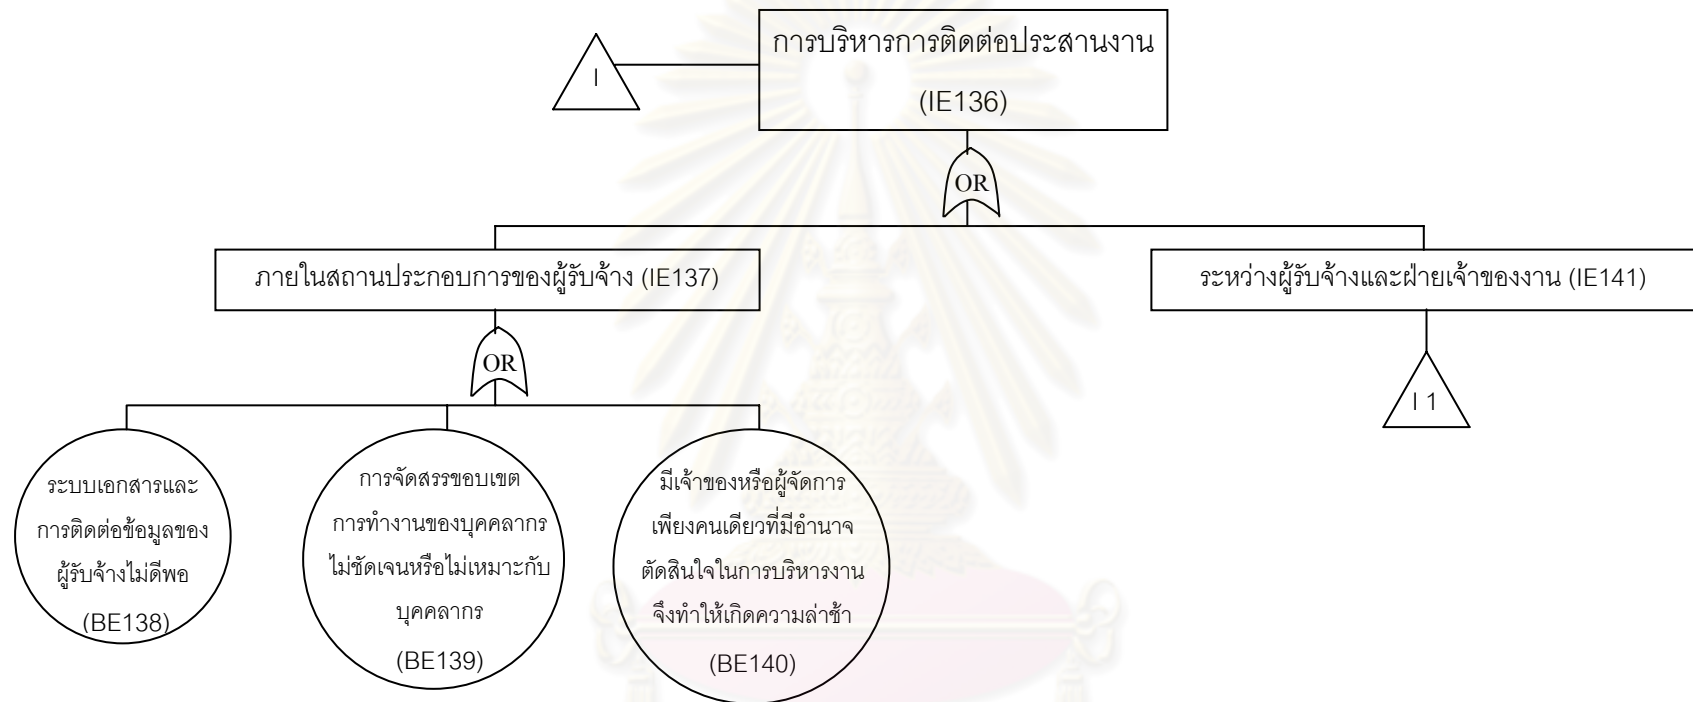 การบริหารการติดต่อประสานงาน
(IE136)
I
OR
ภายในสถานประกอบการของผู้รับจ้าง (IE137)
ระหว่างผู้รับจ้างและฝ่ายเจ้าของงาน (IE141)
OR
I 1
ระบบเอกสารและ
การติดต่อข้อมูลของ
ผู้รับจ้างไม่ดีพอ
(BE138)
การจัดสรรขอบเขต
การทำงานของบุคคลากร
ไม่ชัดเจนหรือไม่เหมาะกับ
บุคคลากร
(BE139)
มีเจ้าของหรือผู้จัดการ
เพียงคนเดียวที่มีอำนาจ
ตัดสินใจในการบริหารงาน
จึงทำให้เกิดความล่าช้า
(BE140)